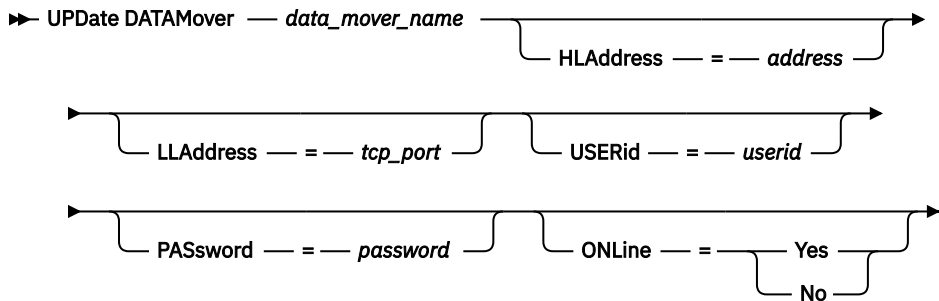 UPDate DATAMover data_mover_name
HLAddress = address
LLAddress = tcp_port USERid = userid
PASsword = password ONLine = Yes
No